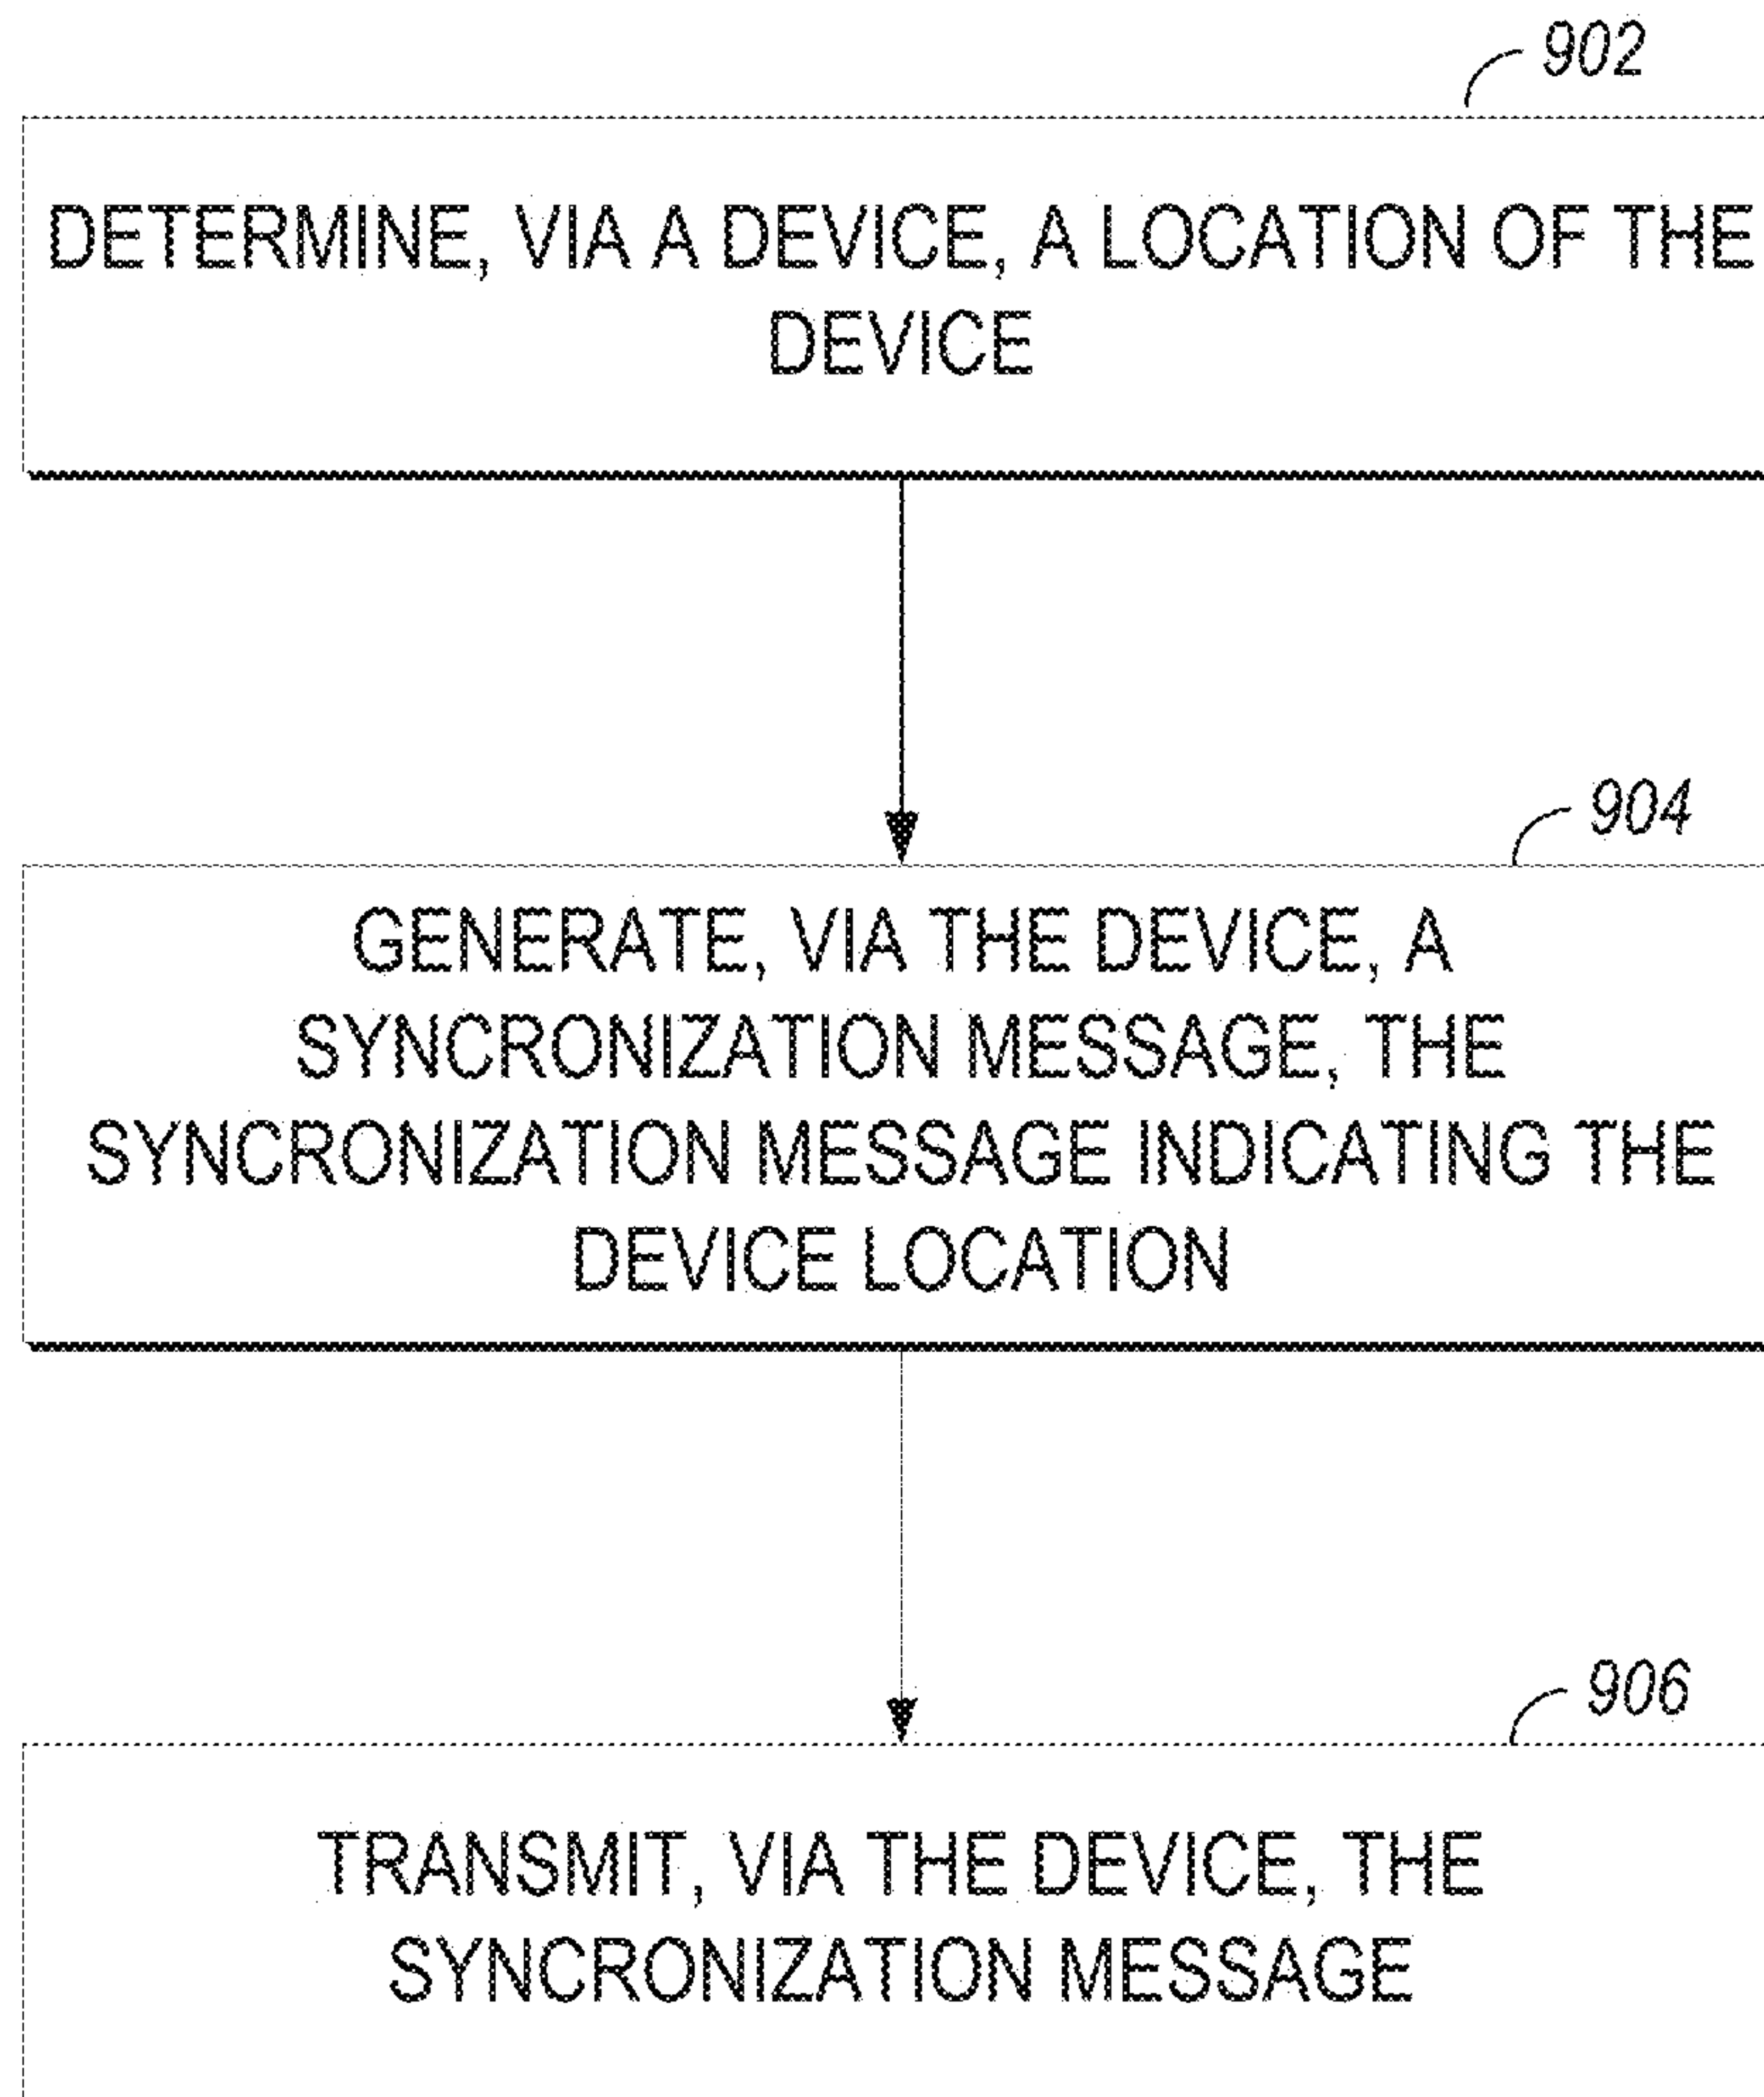 902
DETERMINE, VIA A DEVICE, A LOCATION OF THE
DEVICE
904
GENERATE, VIA THE DEVICE, A
SYNCRONIZATION MESSAGE, THE
SYNCRONIZATION MESSAGE INDICATING THE
DEVICE LOCATION
906
TRANSMIT, VIA THE DEVICE, THE
SYNCRONIZATION MESSAGE